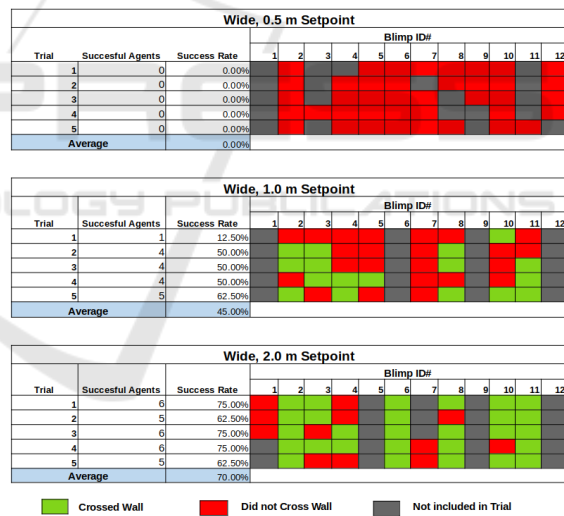 Wide, 0.5 m Setpoint
Blimp ID#
Trial Succesful Agents Success Rate 1 2 3 4 5 6 7 8 9 10 11 12
1 0 0.00%
2 0 0.00%
3 0 0.00%
4 0 0.00%
5 0 0.00%
Average 0.00%
LOGY PUBLICATIONS
Wide, 1.0 m Setpoint
Blimp ID#
Trial Succesful Agents Success Rate 1 2 3 4 5 6 7 8 9 10 11 12
1 1 12.50%
2 4 50.00%
3 4 50.00%
4 4 50.00%
5 5 62.50%
Average 45.00%
Wide, 2.0 m Setpoint
Blimp ID#
Trial Succesful Agents Success Rate 1 2 3 4 5 6 7 8 9 10 11 12
1 6 75.00%
2 5 62.50%
3 6 75.00%
4 6 75.00%
5 5 62.50%
Average 70.00%
Crossed Wall Did not Cross Wall Not included in Trial